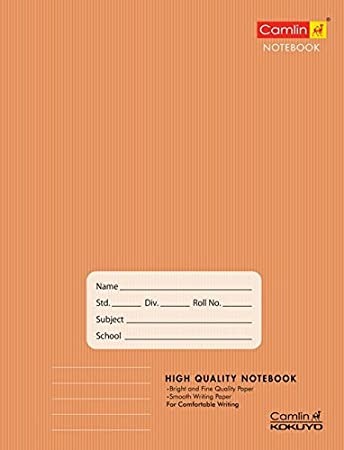 Camlin
NOTEBOOK
Name
Std. Div. Roll No.
Subject
School
HIGH QUALITY NOTEBOOK
•Bright and Fine Quality Paper
•Smooth Writing Paper
For Comfortable Writing
Camlin
KOKUYO